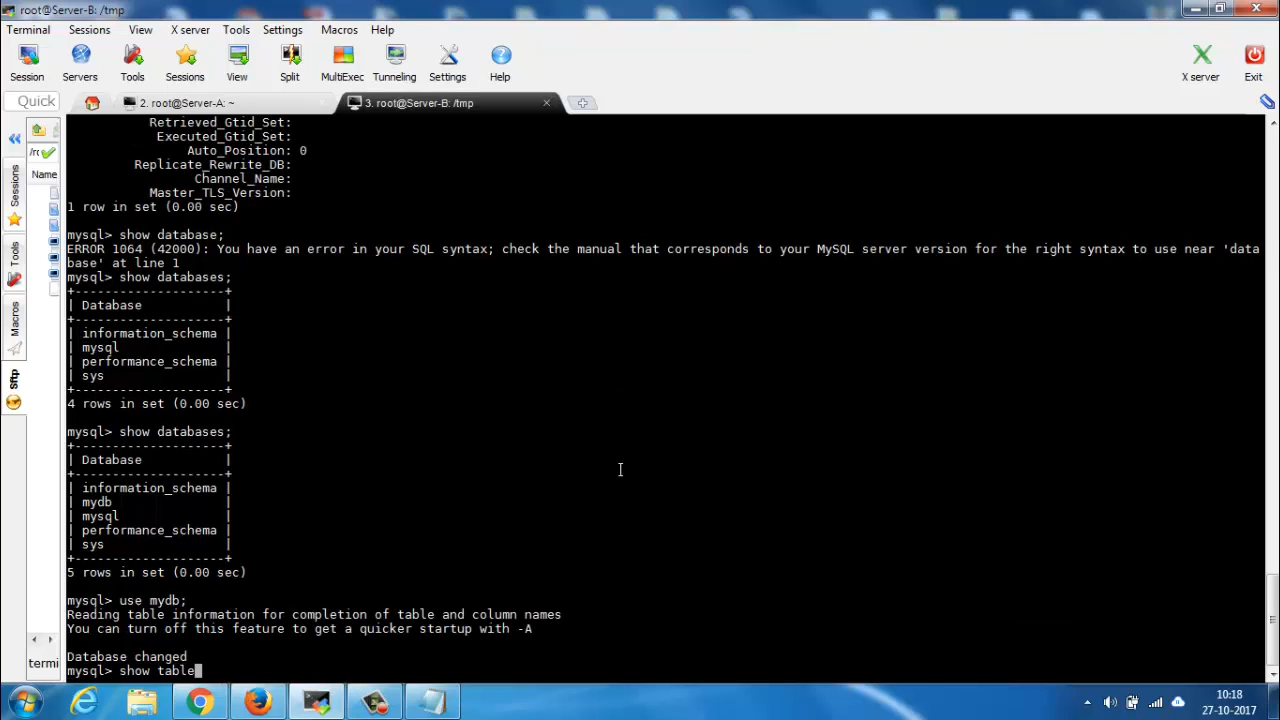 root@Server-B: /tmp
Terminal Sessions View X server Tools Settings Macros Help
Session Servers Tools Sessions View Split MultiExec Tunneling Settings Help X server Exit
Quick
2. root@Server-A: ~
3. root@Server-B: /tmp
Name
Sessions
Tools
Macros
Sftp
termi
Retrieved_Gtid_Set:
Executed_Gtid_Set:
Auto_Position: 0
Replicate_Rewrite_DB:
Channel_Name:
Master_TLS_Version:
1 row in set (0.00 sec)
mysql> show database;
ERROR 1064 (42000): You have an error in your SQL syntax; check the manual that corresponds to your MySQL server version for the right syntax to use near 'data
base' at line 1
mysql> show databases;
+--------------------+
| Database           |
+--------------------+
| information_schema |
| mysql              |
| performance_schema |
| sys                |
+--------------------+
4 rows in set (0.00 sec)
mysql> show databases;
+--------------------+
| Database           |
+--------------------+
| information_schema |
| mydb               |
| mysql              |
| performance_schema |
| sys                |
+--------------------+
5 rows in set (0.00 sec)
mysql> use mydb;
Reading table information for completion of table and column names
You can turn off this feature to get a quicker startup with -A
Database changed
mysql> show table
10:18
27-10-2017